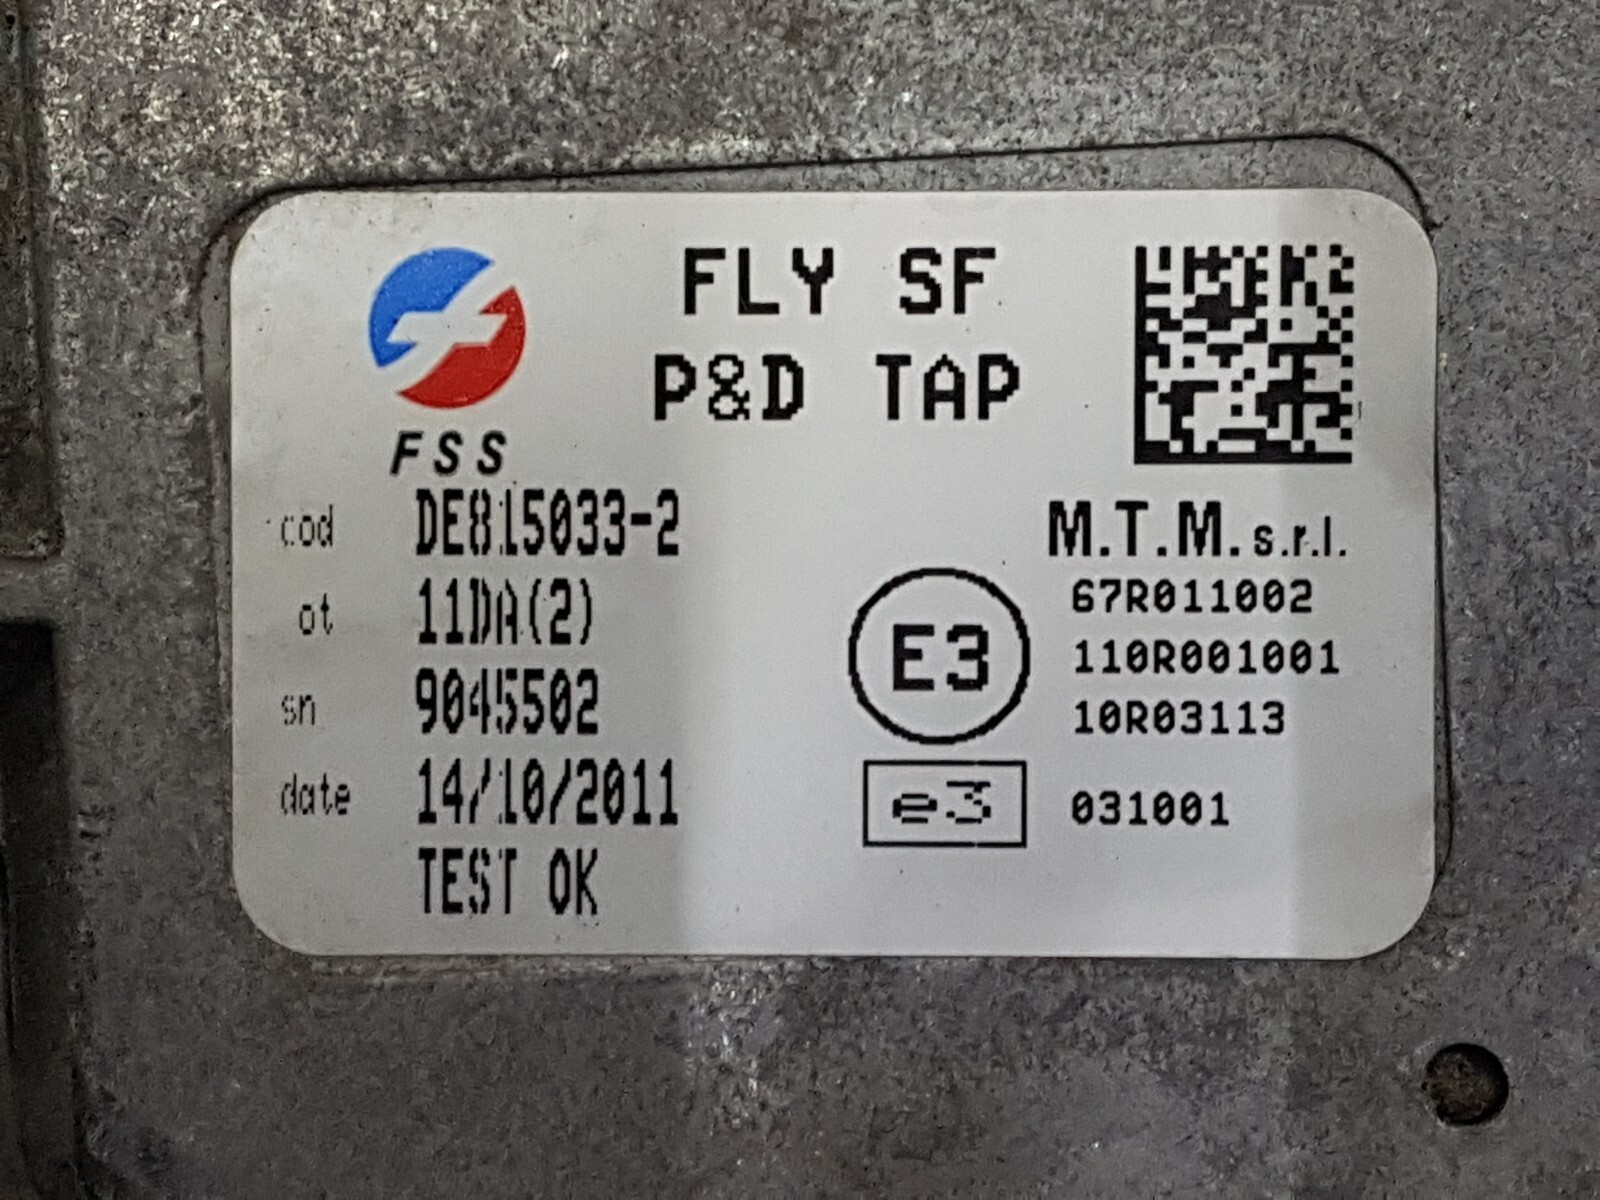 FLY SF
P&D TAP
FSS
cod DE815033-2
ot 11DA(2)
sn 9045502
date 14/10/2011
TEST OK
M.T.M. s.r.l.
E3
67R011002
110R001001
10R03113
e3 031001